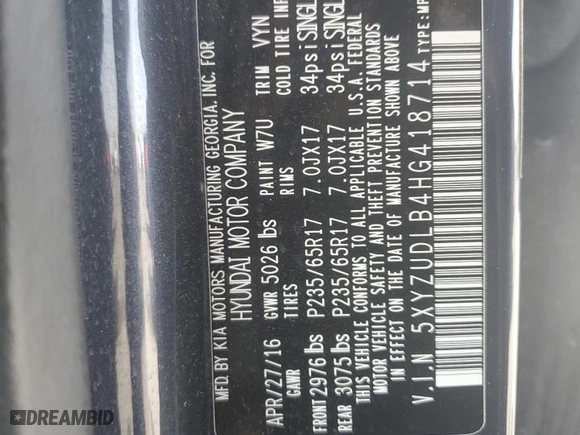 MFD BY KIA MOTORS MANUFACTURING GEORGIA, INC. FOR
HYUNDAI MOTOR COMPANY
APR/27/16 GVWR 5026 lbs PAINT W7U TRIM VYN
GAWR TIRES RIMS COLD TIRE INF
FRONT 2976 lbs P235/65R17 7.0JX17 34psi SINGL
REAR 3075 lbs P235/65R17 7.0JX17 34psi SINGL
THIS VEHICLE CONFORMS TO ALL APPLICABLE U.S.A. FEDERAL
MOTOR VEHICLE SAFETY AND THEFT PREVENTION STANDARDS
IN EFFECT ON THE DATE OF MANUFACTURE SHOWN ABOVE
V.I.N 5XYZUDLB4HG418714 TYPE:MP
DREAMBID